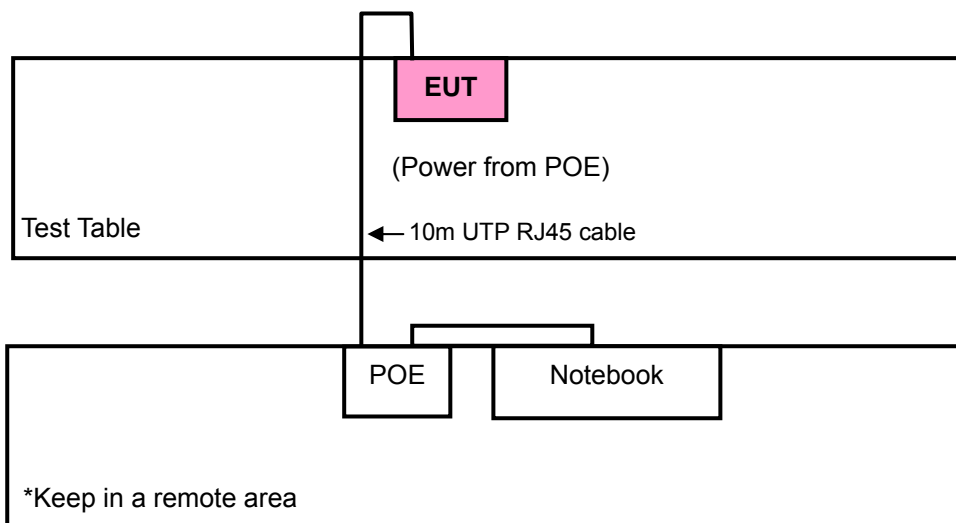 EUT
(Power from POE)
Test Table
10m UTP RJ45 cable
POE
Notebook
*Keep in a remote area